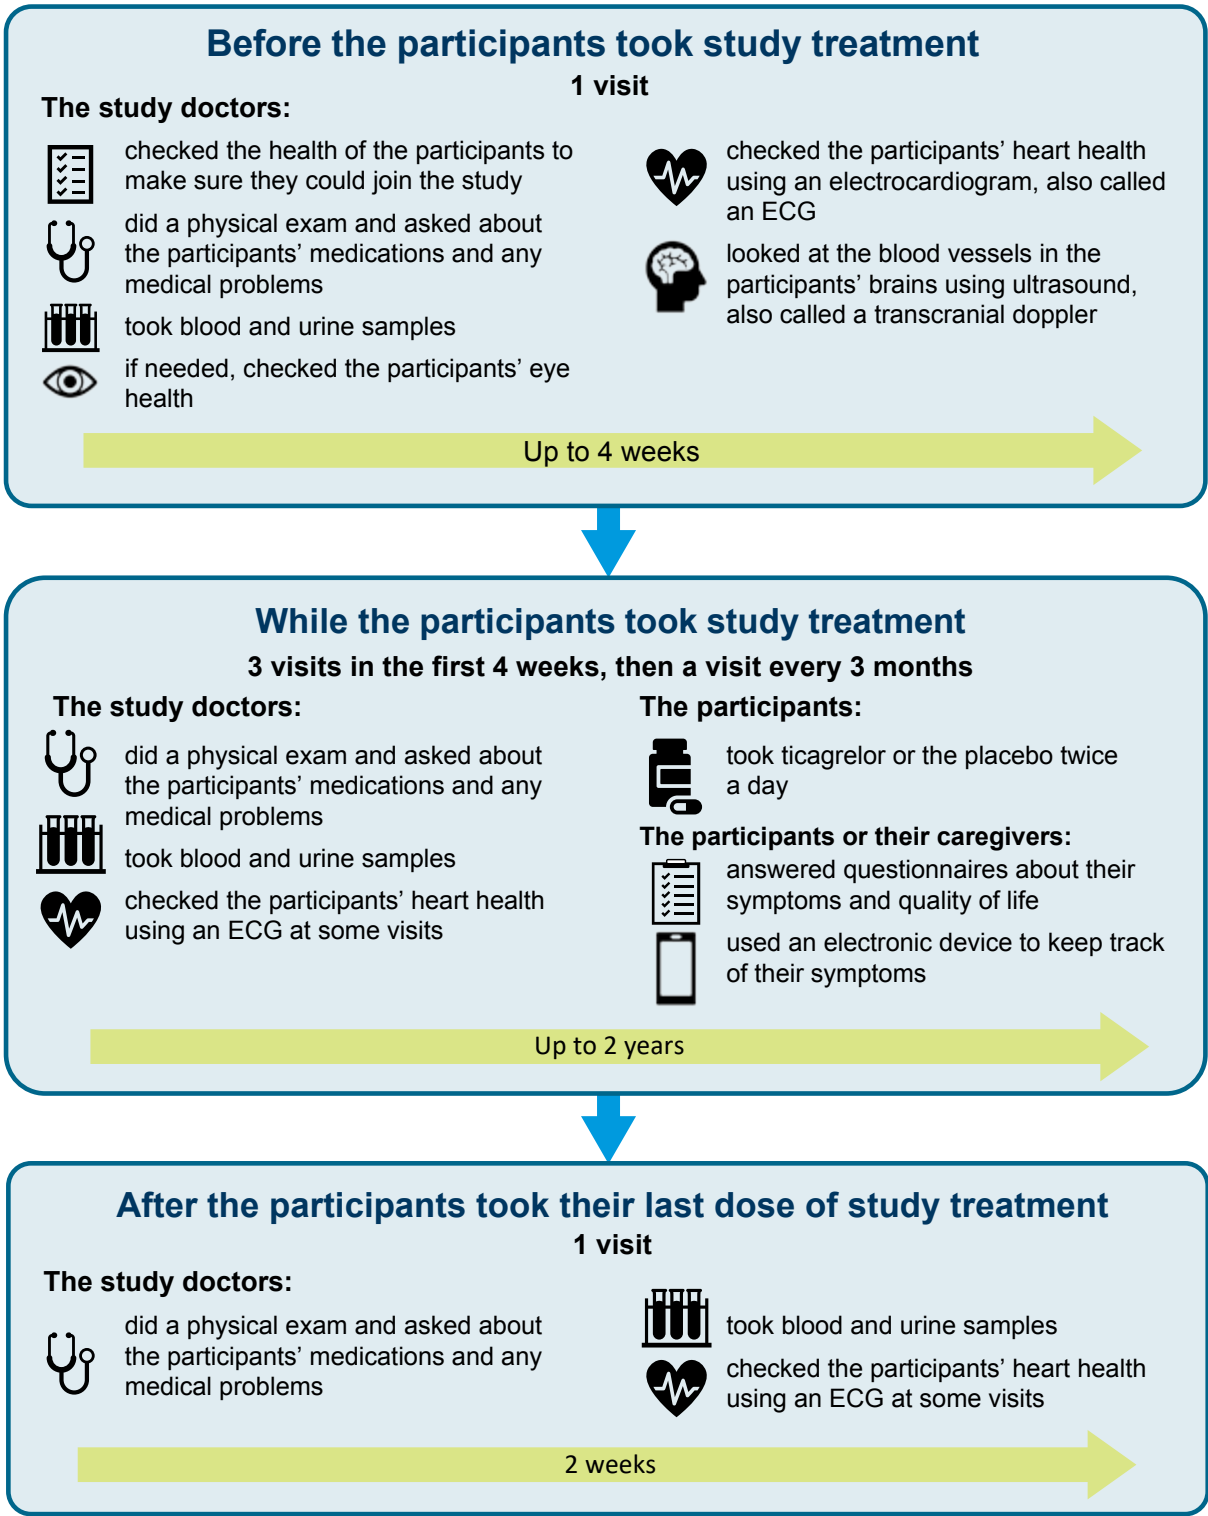 Before the participants took study treatment
1 visit
The study doctors:
checked the health of the participants to
make sure they could join the study
did a physical exam and asked about
the participants’ medications and any
medical problems
took blood and urine samples
if needed, checked the participants’ eye
health
checked the participants’ heart health
using an electrocardiogram, also called
an ECG
looked at the blood vessels in the
participants’ brains using ultrasound,
also called a transcranial doppler
Up to 4 weeks
While the participants took study treatment
3 visits in the first 4 weeks, then a visit every 3 months
The study doctors:
did a physical exam and asked about
the participants’ medications and any
medical problems
took blood and urine samples
checked the participants’ heart health
using an ECG at some visits
The participants:
took ticagrelor or the placebo twice
a day
The participants or their caregivers:
answered questionnaires about their
symptoms and quality of life
used an electronic device to keep track
of their symptoms
Up to 2 years
After the participants took their last dose of study treatment
1 visit
The study doctors:
did a physical exam and asked about
the participants’ medications and any
medical problems
took blood and urine samples
checked the participants’ heart health
using an ECG at some visits
2 weeks